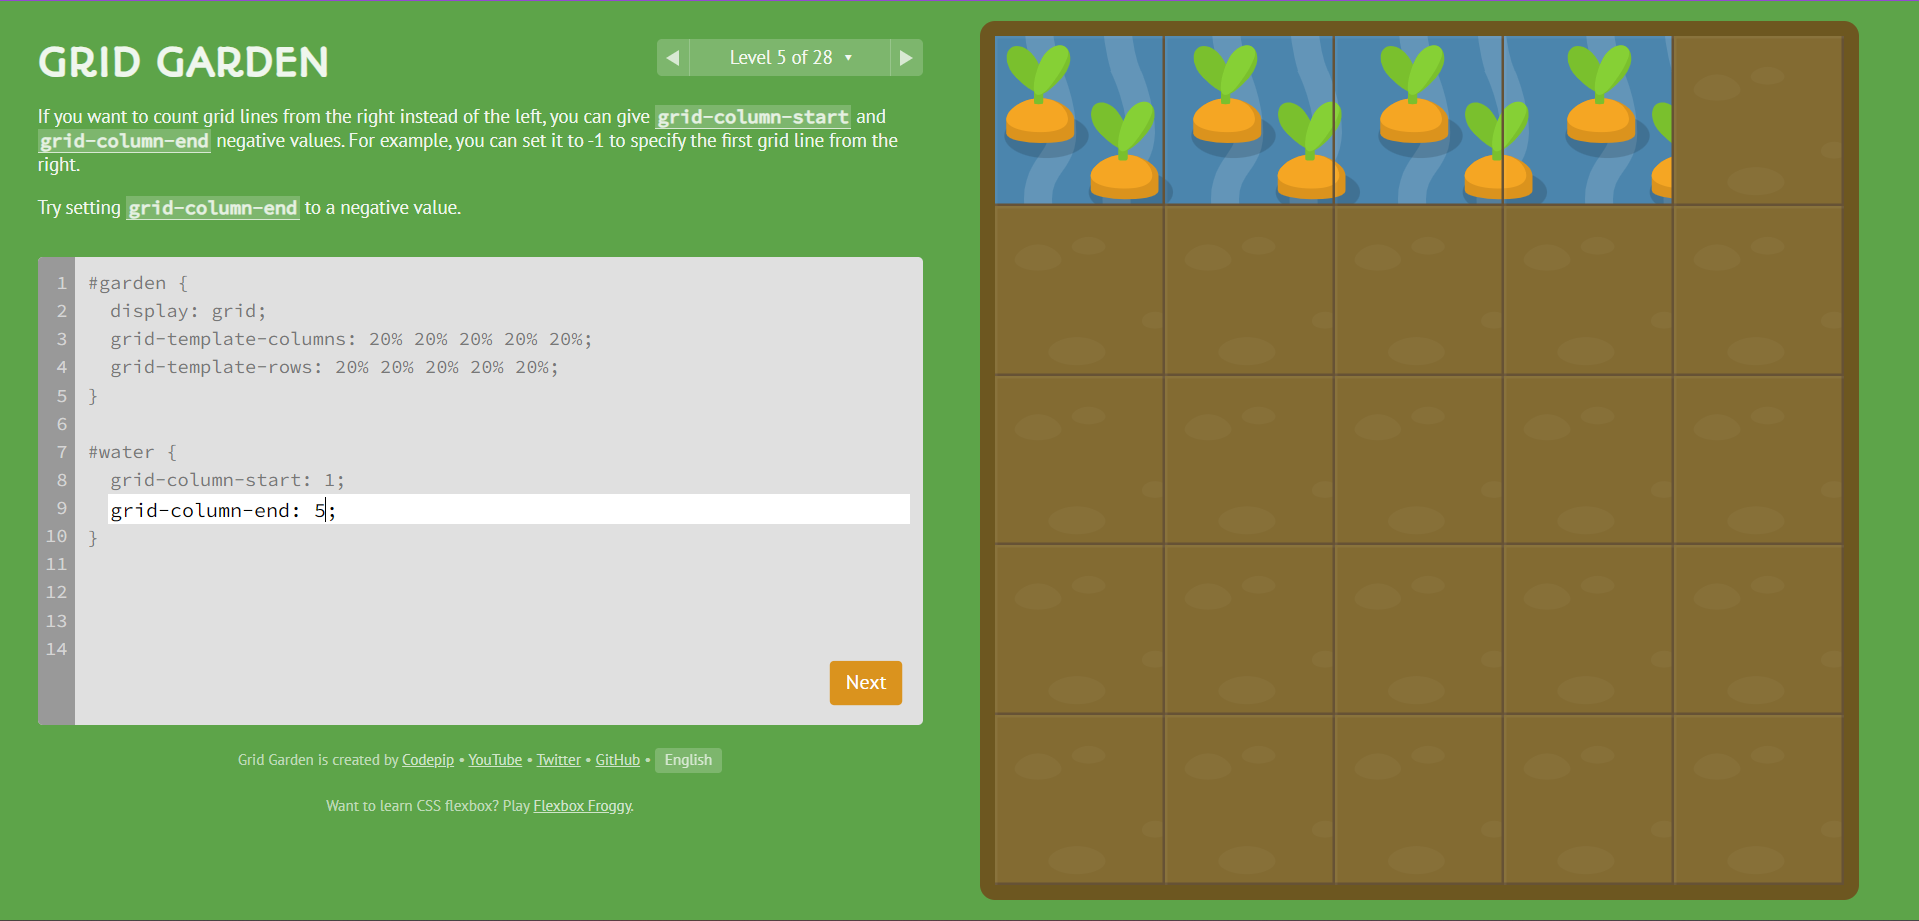 GRID GARDEN
◀ Level 5 of 28 ▾ ▶
If you want to count grid lines from the right instead of the left, you can give grid-column-start and
grid-column-end negative values. For example, you can set it to -1 to specify the first grid line from the
right.
Try setting grid-column-end to a negative value.
1 #garden {
2 display: grid;
3 grid-template-columns: 20% 20% 20% 20% 20%;
4 grid-template-rows: 20% 20% 20% 20% 20%;
5 }
6
7 #water {
8 grid-column-start: 1;
9 grid-column-end: 5;
10 }
11
12
13
14
Next
Grid Garden is created by Codepip • YouTube • Twitter • GitHub • English
Want to learn CSS flexbox? Play Flexbox Froggy.